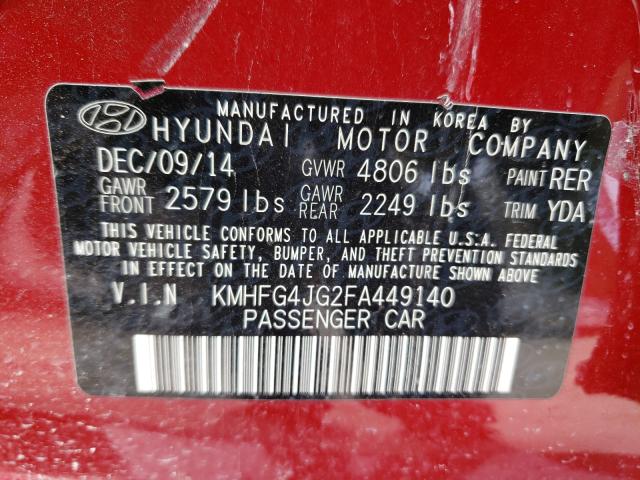 MANUFACTURED IN KOREA BY
HYUNDAI MOTOR COMPANY
DEC/09/14 GVWR 4806 lbs PAINT RER
GAWR FRONT 2579 lbs GAWR REAR 2249 lbs TRIM YDA
THIS VEHICLE CONFORMS TO ALL APPLICABLE U.S.A. FEDERAL
MOTOR VEHICLE SAFETY, BUMPER, AND THEFT PREVENTION STANDARDS
IN EFFECT ON THE DATE OF MANUFACTURE SHOWN ABOVE
V.I.N KMHFG4JG2FA449140
PASSENGER CAR